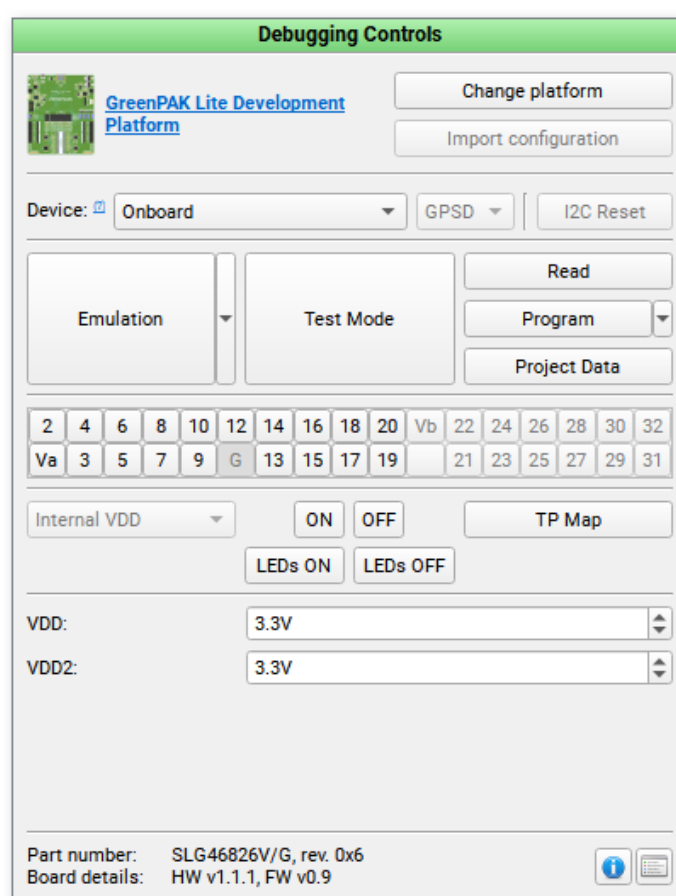 Debugging Controls
GreenPAK Lite Development
Platform
Change platform
Import configuration
Device: [?] Onboard GPSD I2C Reset
Emulation Test Mode
Read
Program
Project Data
2 4 6 8 10 12 14 16 18 20 Vb 22 24 26 28 30 32
Va 3 5 7 9 G 13 15 17 19 21 23 25 27 29 31
Internal VDD ON OFF TP Map
LEDs ON LEDs OFF
VDD: 3.3V
VDD2: 3.3V
Part number: SLG46826V/G, rev. 0x6
Board details: HW v1.1.1, FW v0.9